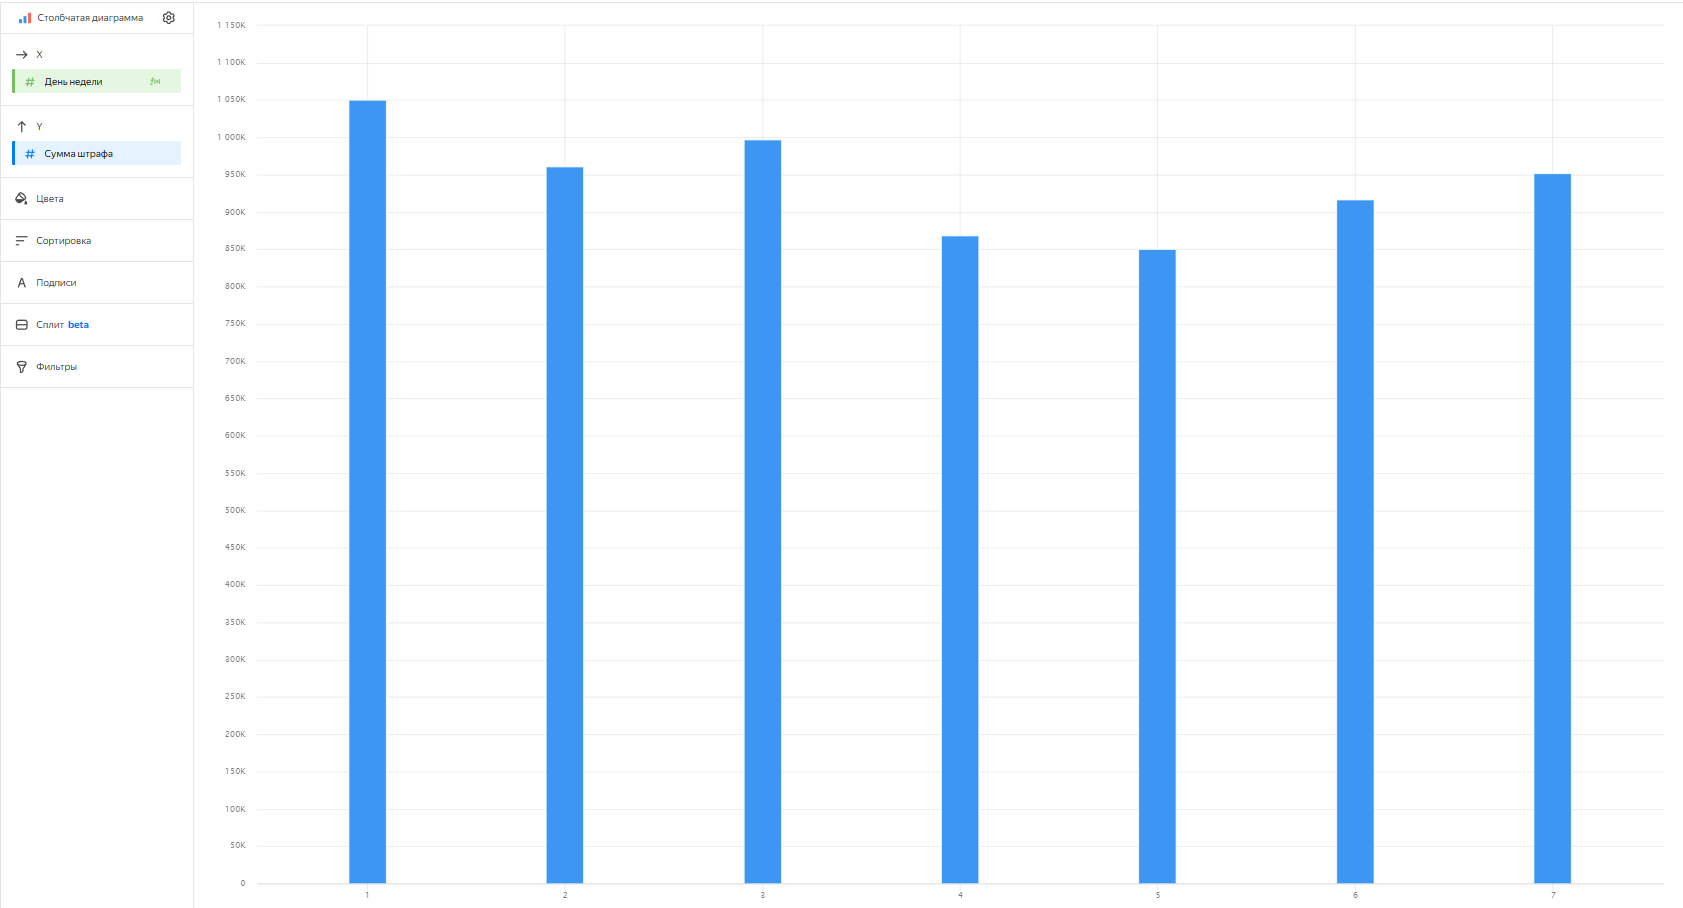 Столбчатая диаграмма
X
День недели
f(x)
Y
Сумма штрафа
Цвета
Сортировка
Подписи
Сплит beta
Фильтры
1 150K
1 100K
1 050K
1 000K
950K
900K
850K
800K
750K
700K
650K
600K
550K
500K
450K
400K
350K
300K
250K
200K
150K
100K
50K
0
1 2 3 4 5 6 7